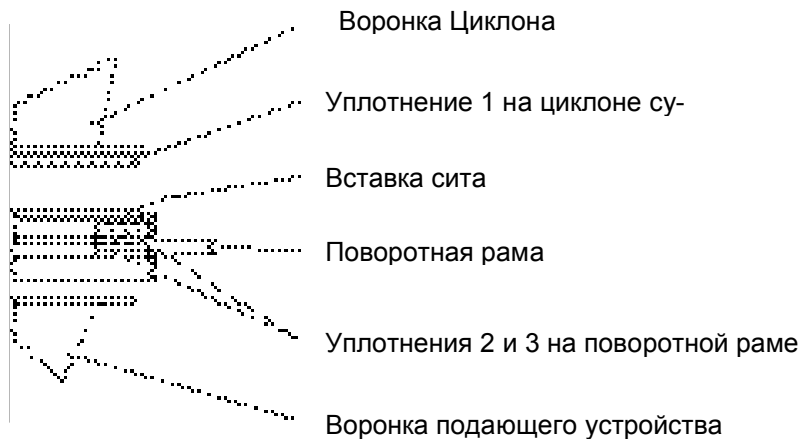 Воронка Циклона
Уплотнение 1 на циклоне су-
Вставка сита
Поворотная рама
Уплотнения 2 и 3 на поворотной раме
Воронка подающего устройства